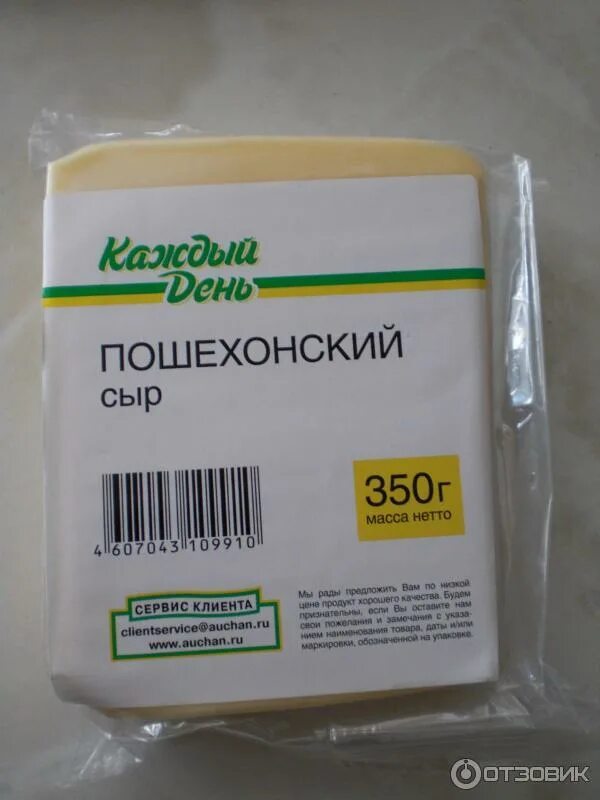 Каждый
День
ПОШЕХОНСКИЙ
сыр
350г
масса нетто
4 607043 109910
СЕРВИС КЛИЕНТА
clientservice@auchan.ru
www.auchan.ru
Мы рады предложить Вам по низкой
цене продукт хорошего качества. Будем
признательны, если Вы оставите нам
свои пожелания и замечания с указа-
нием наименования товара, даты и/или
маркировки, обозначенной на упаковке.
ОТЗОВИК